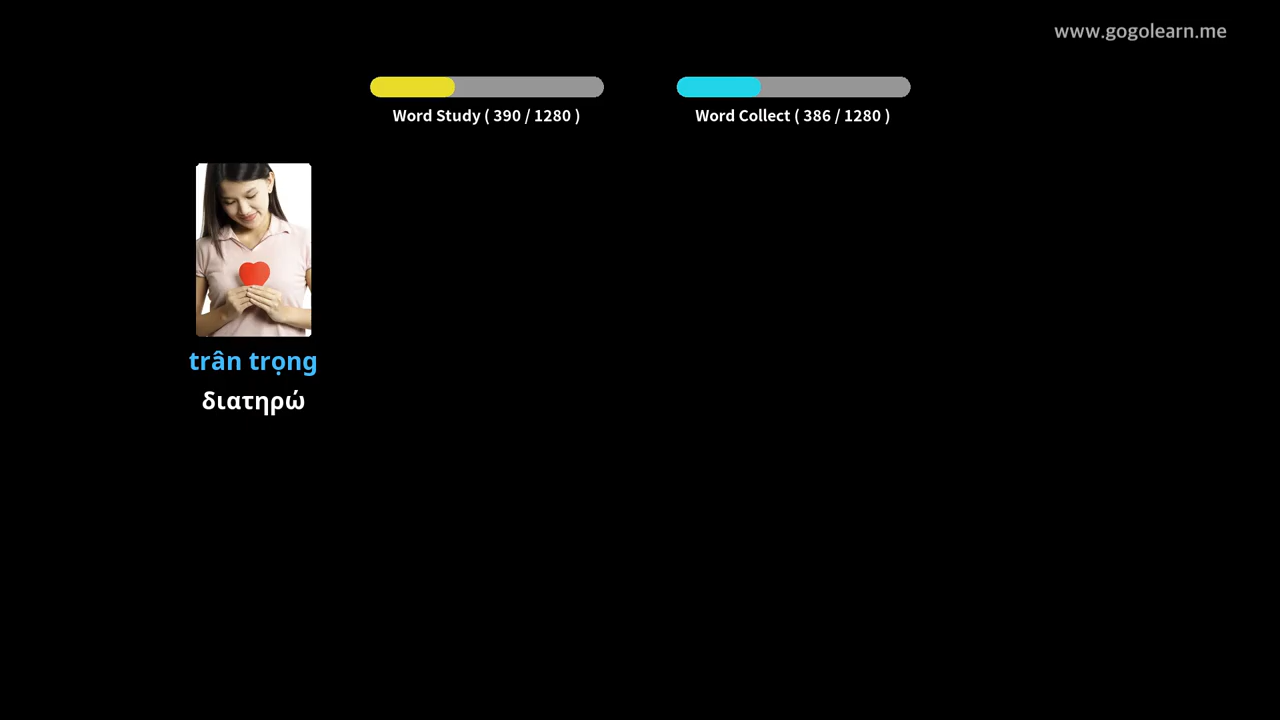 www.gogolearn.me
Word Study ( 390 / 1280 )
Word Collect ( 386 / 1280 )
trân trọng
διατηρώ